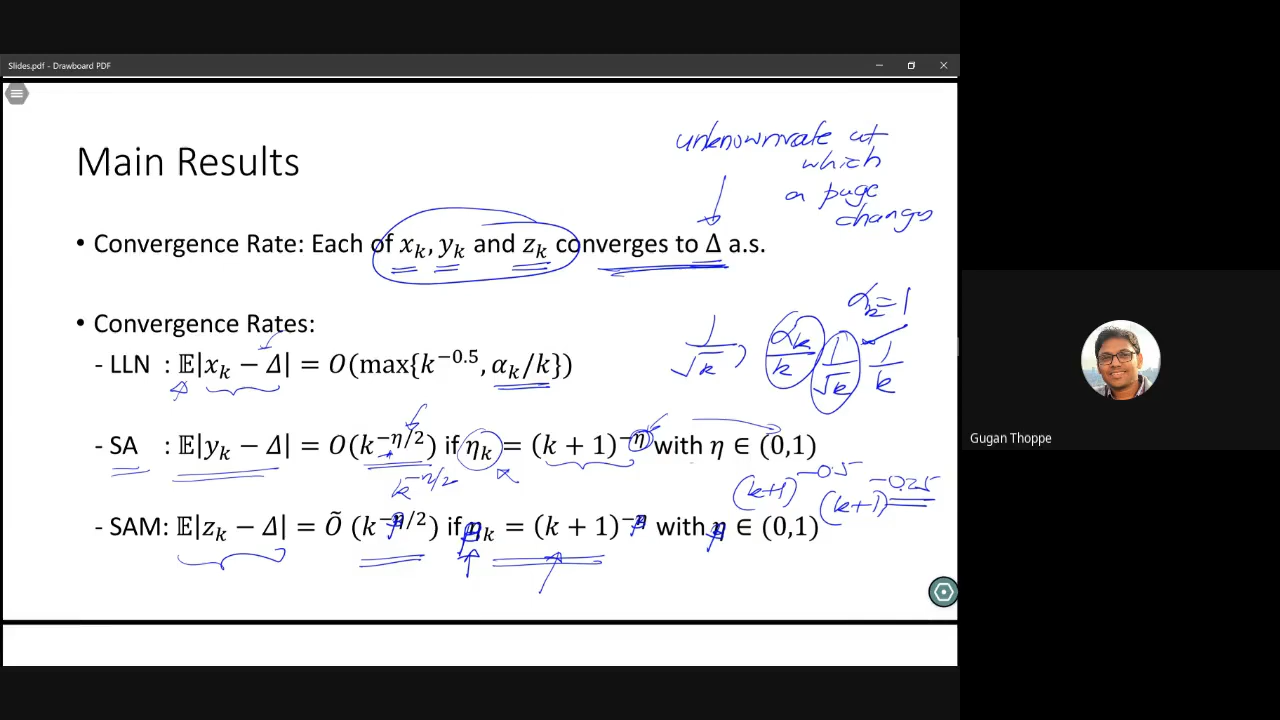 Slides.pdf - Drawboard PDF
unknown rate at
which
a page
changes
Main Results
• Convergence Rate: Each of xₖ, yₖ and zₖ converges to Δ a.s.
• Convergence Rates:
αₖ = 1
- LLN : 𝔼|xₖ − Δ| = O(max{k^−0.5, αₖ/k})
1/√k, αₖ/k 1/√k 1/k
- SA : 𝔼|yₖ − Δ| = O(k^−η/2) if ηₖ = (k + 1)^−η with η ∈ (0,1)
k^−η/2
(k+1)^−0.5 (k+1)^−0.25
- SAM: 𝔼|zₖ − Δ| = Õ (k^−β/2) if βₖ = (k + 1)^−β with β ∈ (0,1)
Gugan Thoppe